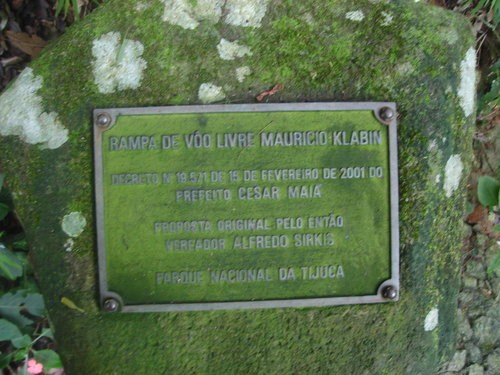 RAMPA DE VÔO LIVRE MAURICIO KLABIN
DECRETO Nº 19.571 DE 15 DE FEVEREIRO DE 2001 DO
PREFEITO CESAR MAIA
PROPOSTA ORIGINAL PELO ENTÃO
VEREADOR ALFREDO SIRKIS
PARQUE NACIONAL DA TIJUCA